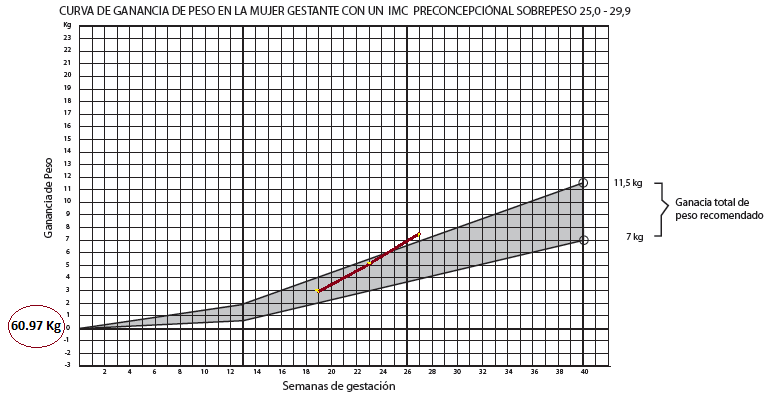 CURVA DE GANANCIA DE PESO EN LA MUJER GESTANTE CON UN IMC PRECONCEPCIONAL SOBREPESO 25,0 - 29,9
Kg
23
22
21
20
19
18
17
16
15
14
13
12
11
10
9
8
7
6
5
4
3
2
1
0
-1
-2
-3
Ganancia de Peso
60.97 Kg
11,5 kg
7 kg
Ganacía total de
peso recomendado
2 4 6 8 10 12 14 16 18 20 22 24 26 28 30 32 34 36 38 40
Semanas de gestación